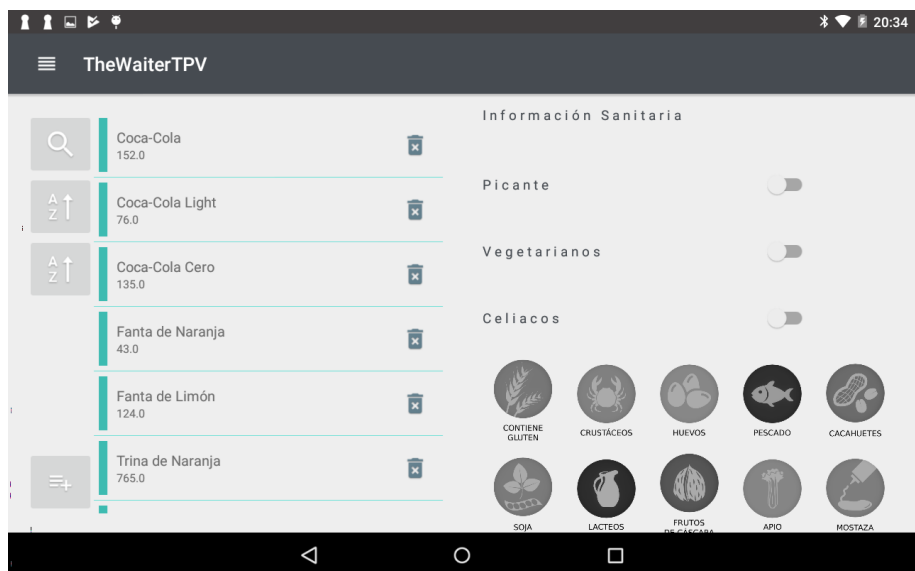 20:34
TheWaiterTPV
A
Z
A
Z
Coca-Cola
152.0
Coca-Cola Light
76.0
Coca-Cola Cero
135.0
Fanta de Naranja
43.0
Fanta de Limón
124.0
Trina de Naranja
765.0
Información Sanitaria
Picante
Vegetarianos
Celiacos
CONTIENE
GLUTEN
CRUSTÁCEOS
HUEVOS
PESCADO
CACAHUETES
SOJA
LACTEOS
FRUTOS
DE CÁSCARA
APIO
MOSTAZA